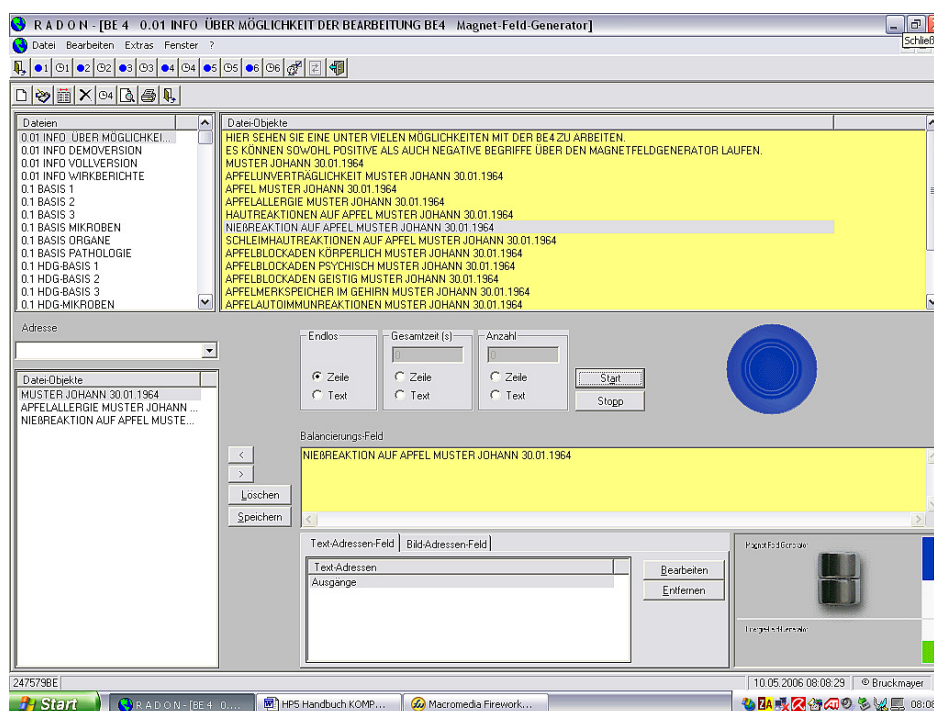 R A D O N - [BE 4 0.01 INFO ÜBER MÖGLICHKEIT DER BEARBEITUNG BE4 Magnet-Feld-Generator]
Schließ
Datei Bearbeiten Extras Fenster ?
1 1 2 2 3 3 4 4 5 5 6 6
4
Dateien
0.01 INFO ÜBER MÖGLICHKEI...
0.01 INFO DEMOVERSION
0.01 INFO VOLLVERSION
0.01 INFO WIRKBERICHTE
0.1 BASIS 1
0.1 BASIS 2
0.1 BASIS 3
0.1 BASIS MIKROBEN
0.1 BASIS ORGANE
0.1 BASIS PATHOLOGIE
0.1 HDG-BASIS 1
0.1 HDG-BASIS 2
0.1 HDG-BASIS 3
0.1 HDG-MIKROBEN
Datei-Objekte
HIER SEHEN SIE EINE UNTER VIELEN MÖGLICHKEITEN MIT DER BE4 ZU ARBEITEN.
ES KÖNNEN SOWOHL POSITIVE ALS AUCH NEGATIVE BEGRIFFE ÜBER DEN MAGNETFELDGENERATOR LAUFEN.
MUSTER JOHANN 30.01.1964
APFELUNVERTRÄGLICHKEIT MUSTER JOHANN 30.01.1964
APFEL MUSTER JOHANN 30.01.1964
APFELALLERGIE MUSTER JOHANN 30.01.1964
HAUTREAKTIONEN AUF APFEL MUSTER JOHANN 30.01.1964
NIEßREAKTION AUF APFEL MUSTER JOHANN 30.01.1964
SCHLEIMHAUTREAKTIONEN AUF APFEL MUSTER JOHANN 30.01.1964
APFELBLOCKADEN KÖRPERLICH MUSTER JOHANN 30.01.1964
APFELBLOCKADEN PSYCHISCH MUSTER JOHANN 30.01.1964
APFELBLOCKADEN GEISTIG MUSTER JOHANN 30.01.1964
APFELMERKSPEICHER IM GEHIRN MUSTER JOHANN 30.01.1964
APFELAUTOIMMUNREAKTIONEN MUSTER JOHANN 30.01.1964
Adresse
Datei-Objekte
MUSTER JOHANN 30.01.1964
APFELALLERGIE MUSTER JOHANN ...
NIEßREAKTION AUF APFEL MUSTE...
Endlos Gesamtzeit (s) Anzahl
0 0
Zeile Zeile Zeile
Text Text Text
Start
Stopp
Balancierungs-Feld
NIEßREAKTION AUF APFEL MUSTER JOHANN 30.01.1964
<
>
Löschen
Speichern
Text-Adressen-Feld Bild-Adressen-Feld
Text-Adressen
Ausgänge
Bearbeiten
Entfernen
Magnet-Feld-Generator
247579BE
10.05.2006 08:08:29 © Bruckmayer
Start R A D O N - [BE 4 0.... HP5 Handbuch KOMP... Macromedia Firework... ZA 08:08